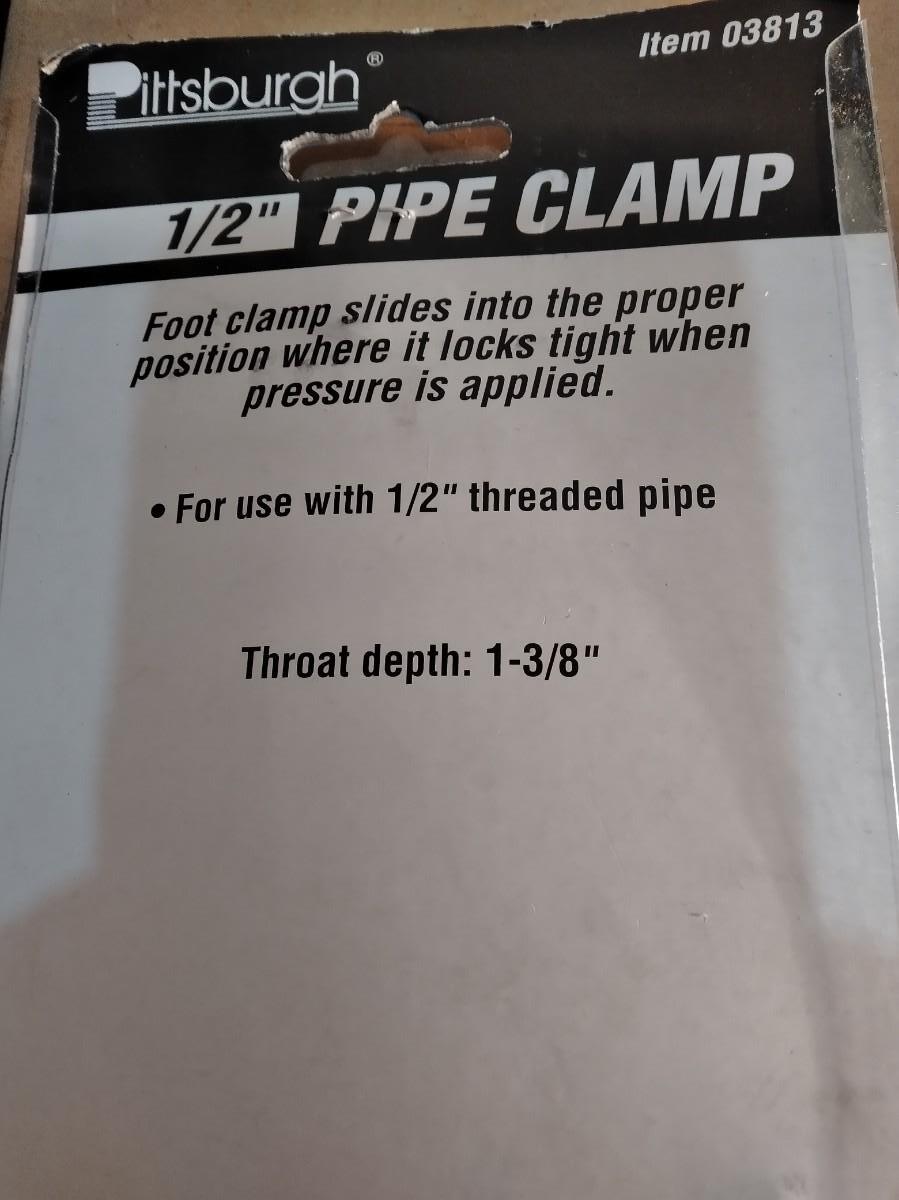 Pittsburgh®
Item 03813
1/2" PIPE CLAMP
Foot clamp slides into the proper
position where it locks tight when
pressure is applied.
• For use with 1/2" threaded pipe
Throat depth: 1-3/8"